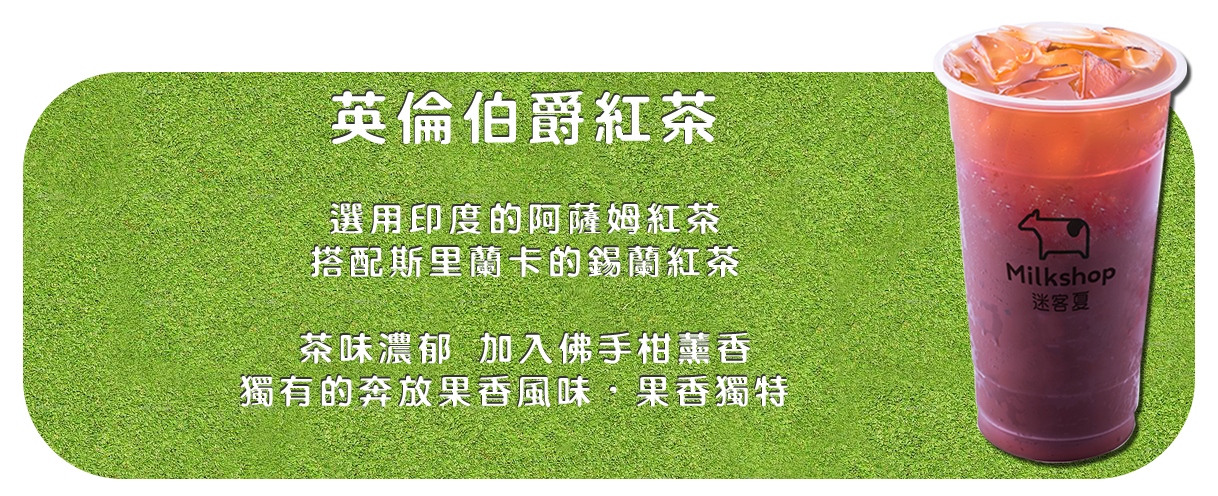 英倫伯爵紅茶
選用印度的阿薩姆紅茶
搭配斯里蘭卡的錫蘭紅茶
茶味濃郁 加入佛手柑薰香
獨有的奔放果香風味・果香獨特
Milkshop
迷客夏